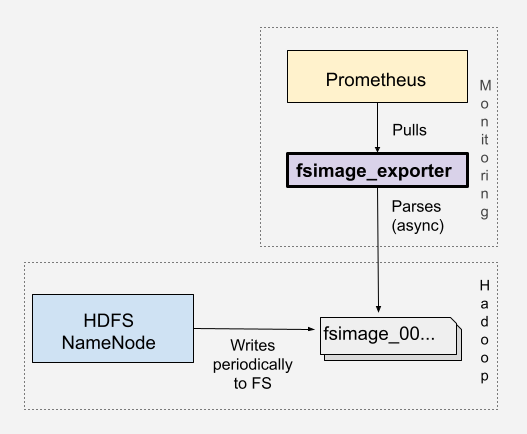 Prometheus
Monitoring
Pulls
fsimage_exporter
Parses
(async)
Hadoop
HDFS
NameNode
fsimage_00...
Writes
periodically
to FS